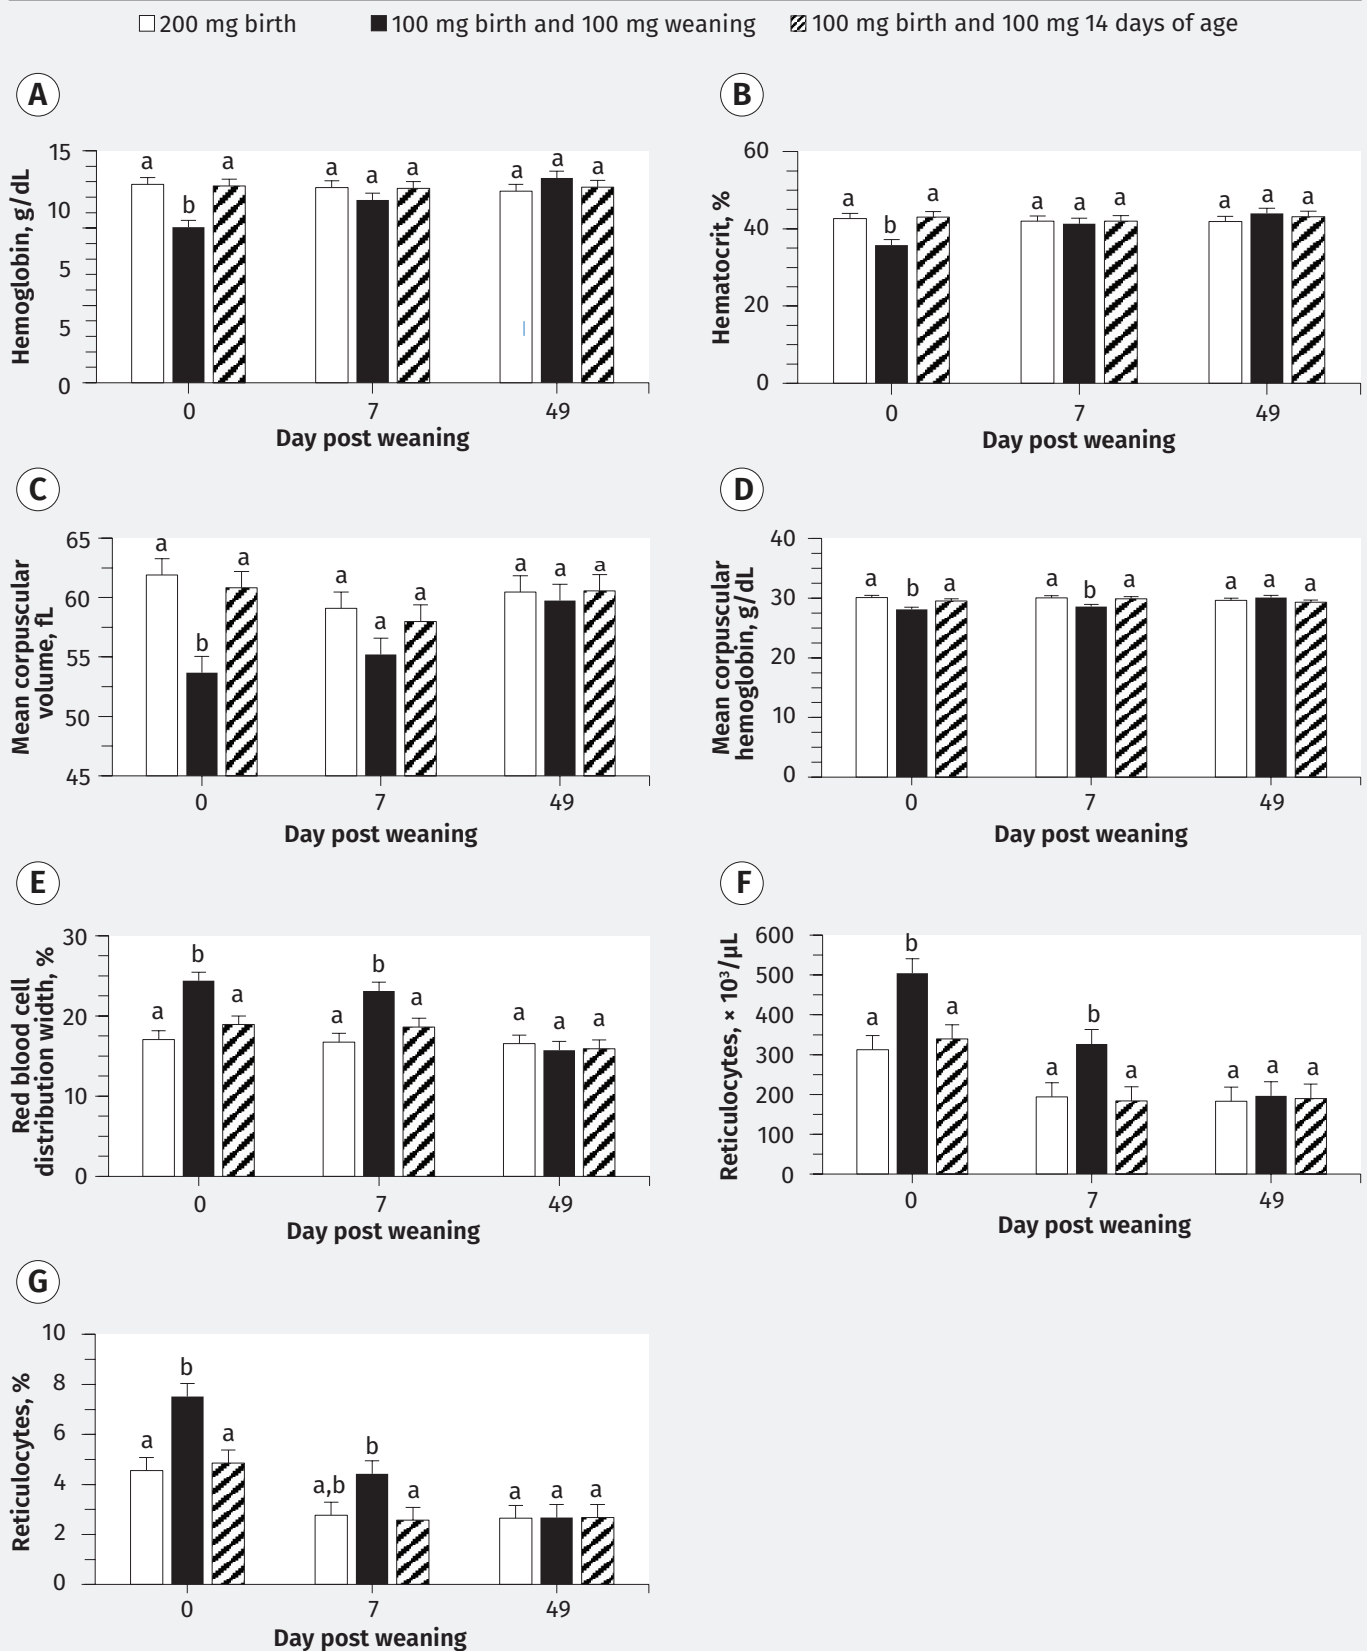 200 mg birth 100 mg birth and 100 mg weaning 100 mg birth and 100 mg 14 days of age
A
Hemoglobin, g/dL
15
10
5
5
0
a b a a a a a a a
0 7 49
Day post weaning
B
Hematocrit, %
60
40
20
0
a b a a a a a a a
0 7 49
Day post weaning
C
Mean corpuscular
volume, fL
65
60
55
50
45
a b a a a a a a a
0 7 49
Day post weaning
D
Mean corpuscular
hemoglobin, g/dL
40
30
20
10
0
a b a a b a a a a
0 7 49
Day post weaning
E
Red blood cell
distribution width, %
30
20
10
0
a b a a b a a a a
0 7 49
Day post weaning
F
Reticulocytes, × 10³/µL
600
500
400
300
200
100
0
a b a a b a a a a
0 7 49
Day post weaning
G
Reticulocytes, %
10
8
6
4
2
0
a b a a,b b a a a a
0 7 49
Day post weaning